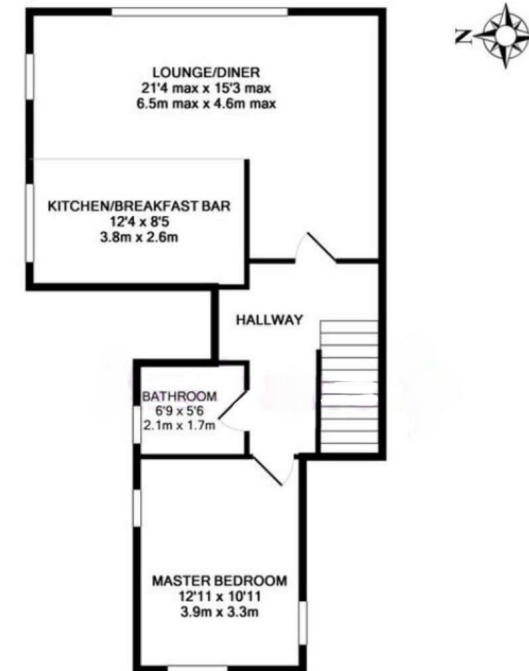 N
LOUNGE/DINER
21'4 max x 15'3 max
6.5m max x 4.6m max
KITCHEN/BREAKFAST BAR
12'4 x 8'5
3.8m x 2.6m
HALLWAY
BATHROOM
6'9 x 5'6
2.1m x 1.7m
MASTER BEDROOM
12'11 x 10'11
3.9m x 3.3m